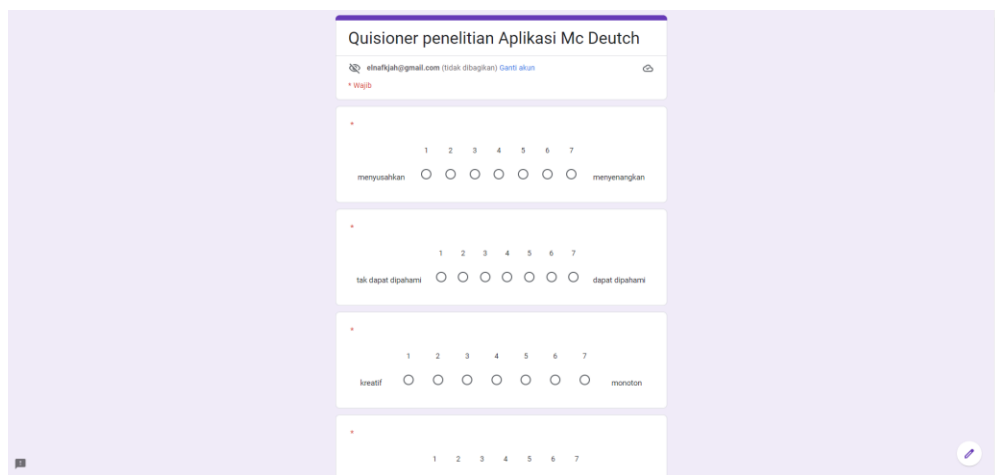 Quisioner penelitian Aplikasi Mc Deutch
elnafkjah@gmail.com (tidak dibagikan) Ganti akun
* Wajib
*
1 2 3 4 5 6 7
menyusahkan menyenangkan
*
1 2 3 4 5 6 7
tak dapat dipahami dapat dipahami
*
1 2 3 4 5 6 7
kreatif monoton
*
1 2 3 4 5 6 7